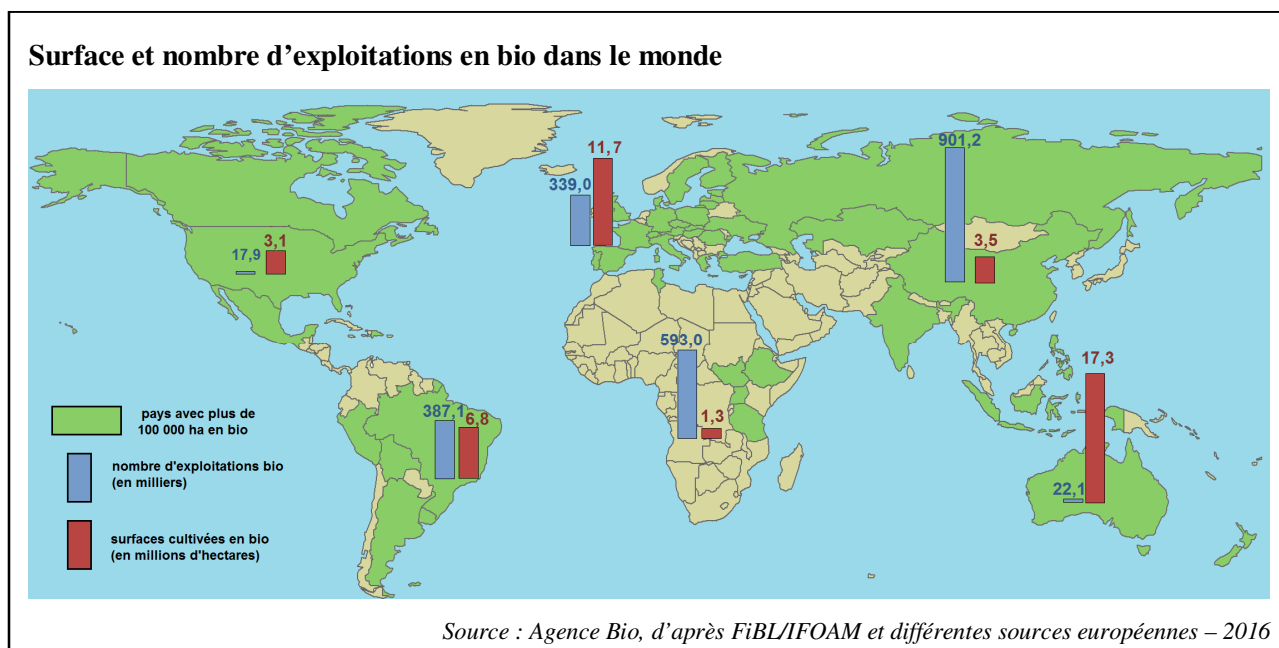 Surface et nombre d'exploitations en bio dans le monde
901,2
11,7
339,0
3,5
3,1
17,9
593,0
17,3
1,3
387,1
6,8
22,1
pays avec plus de
100 000 ha en bio
nombre d'exploitations bio
(en milliers)
surfaces cultivées en bio
(en millions d'hectares)
Source : Agence Bio, d'après FiBL/IFOAM et différentes sources européennes – 2016